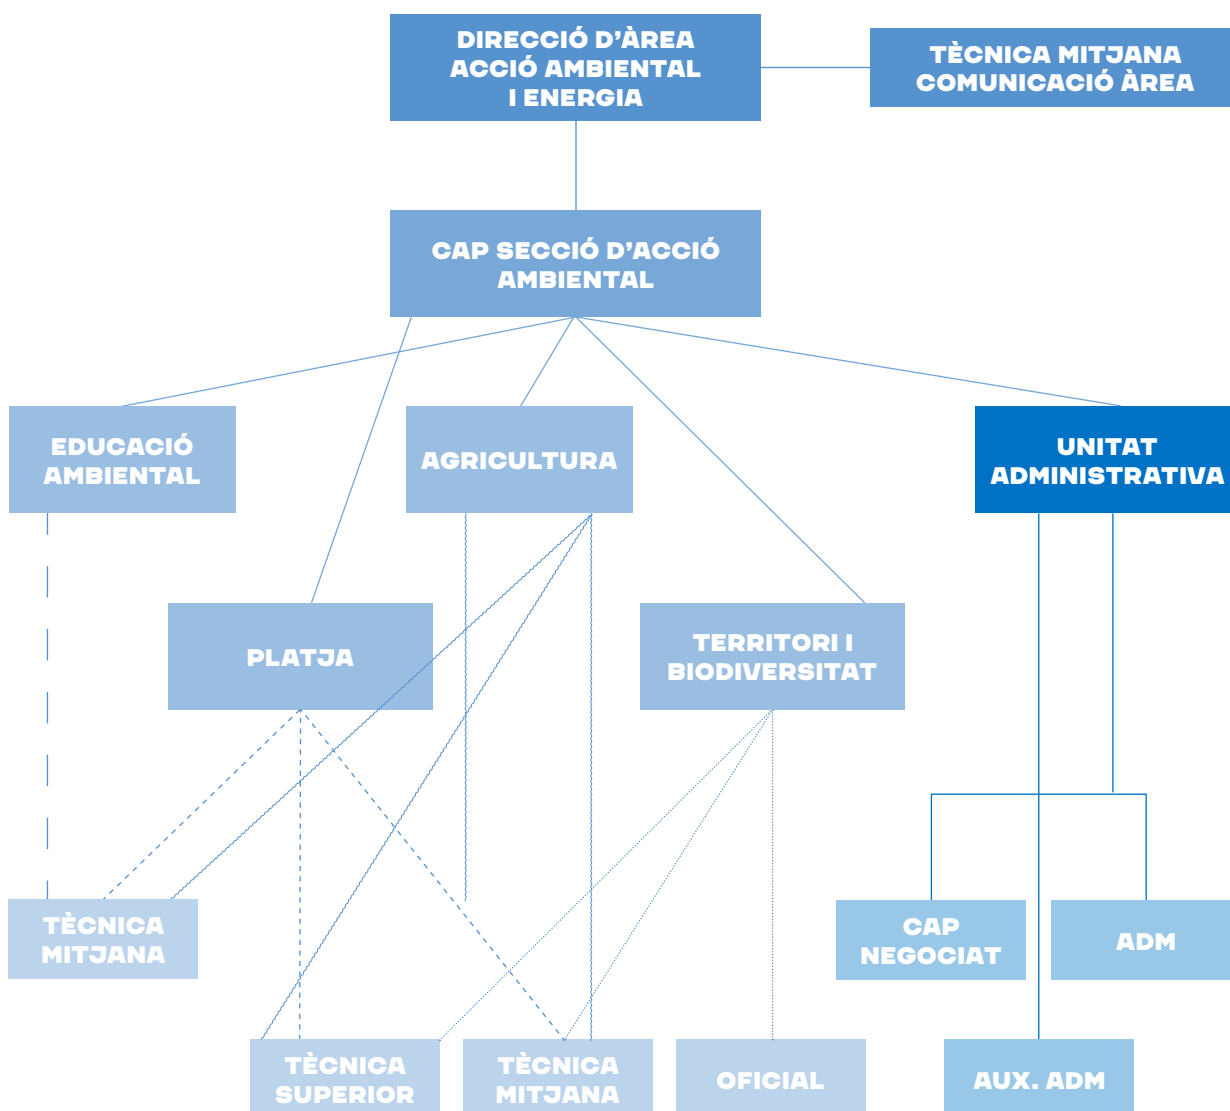 DIRECCIÓ D'ÀREA
ACCIÓ AMBIENTAL
I ENERGIA
TÈCNICA MITJANA
COMUNICACIÓ ÀREA
CAP SECCIÓ D'ACCIÓ
AMBIENTAL
EDUCACIÓ
AMBIENTAL
AGRICULTURA
UNITAT
ADMINISTRATIVA
PLATJA
TERRITORI I
BIODIVERSITAT
TÈCNICA
MITJANA
CAP
NEGOCIAT
ADM
TÈCNICA
SUPERIOR
TÈCNICA
MITJANA
OFICIAL
AUX. ADM